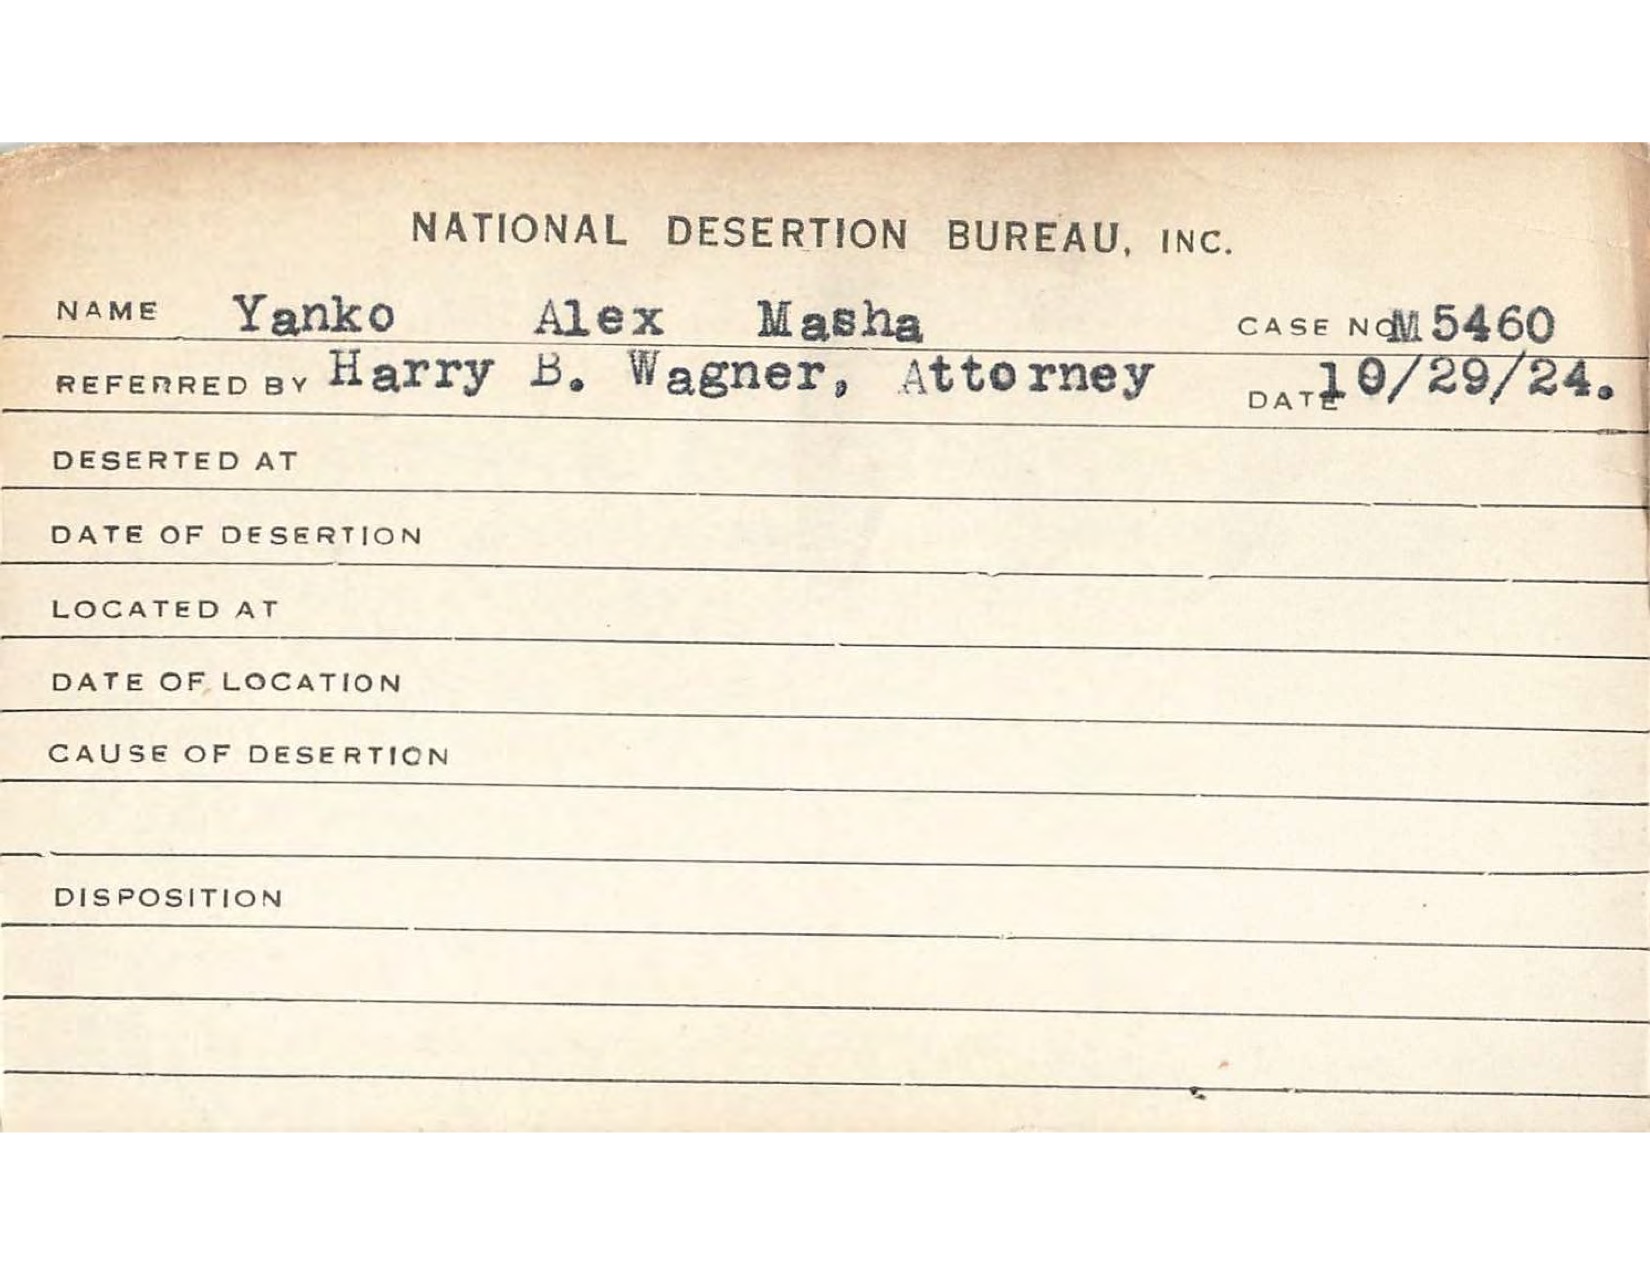 NATIONAL DESERTION BUREAU, INC.
NAME Yanko Alex Masha CASE NO. M5460
REFERRED BY Harry B. Wagner, Attorney DATE 10/29/24.
DESERTED AT
DATE OF DESERTION
LOCATED AT
DATE OF LOCATION
CAUSE OF DESERTION
DISPOSITION